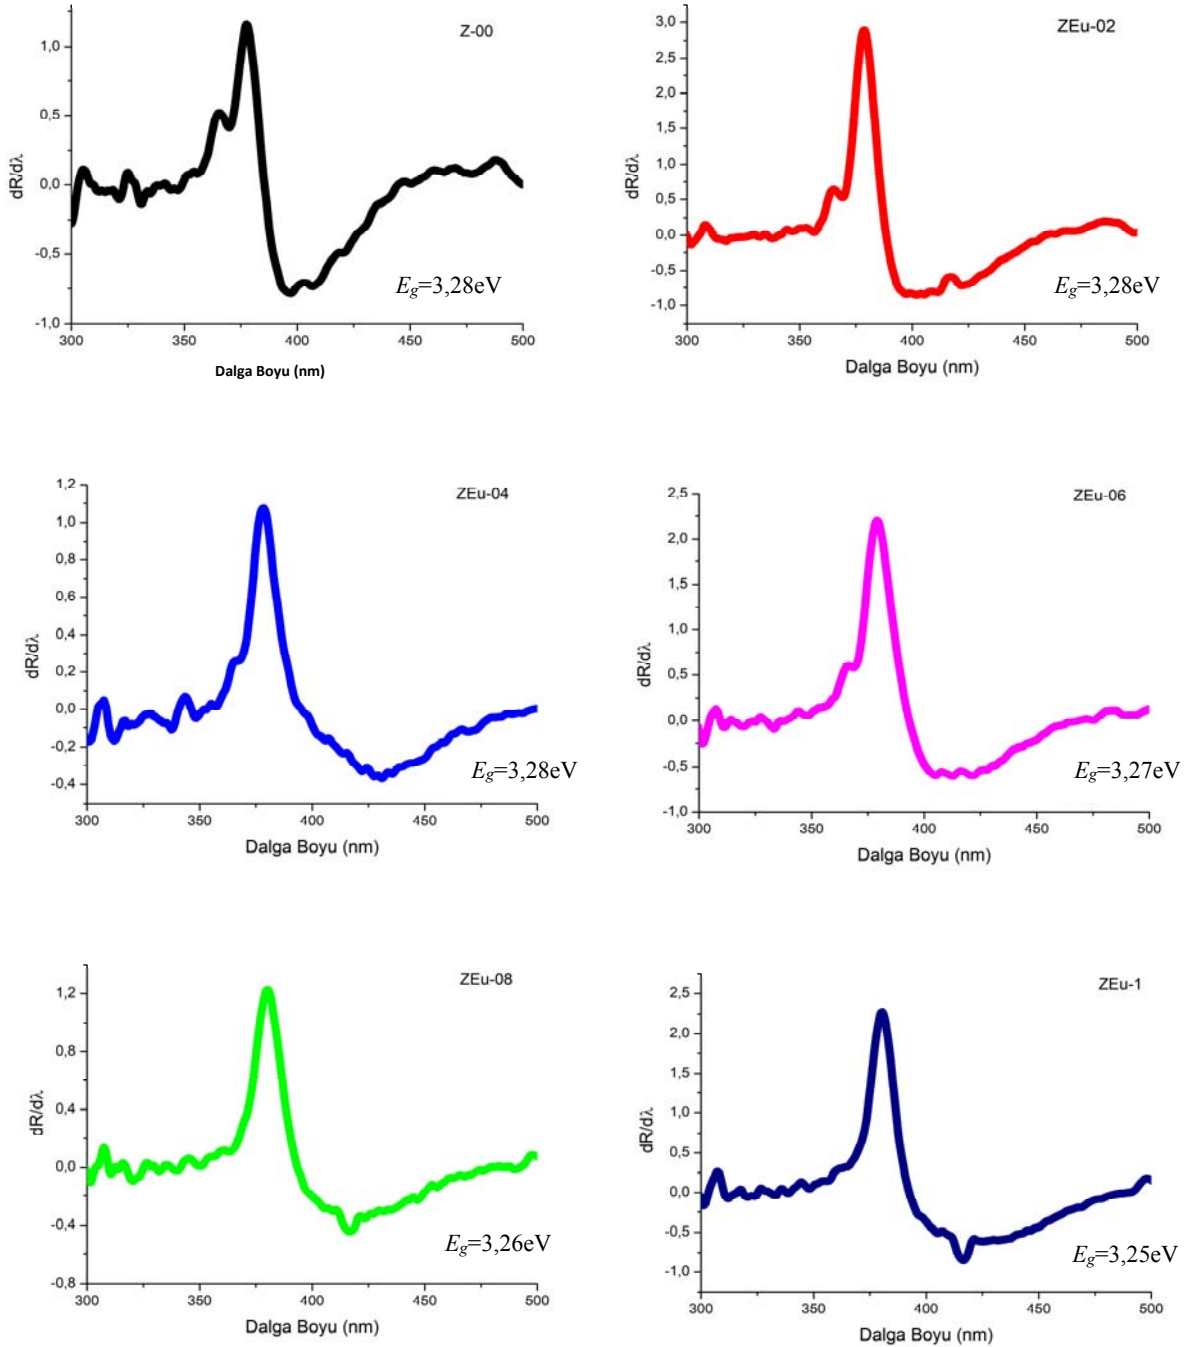 Z-00
dR/dλ
1,0
0,5
0,0
-0,5
-1,0
E_g=3,28eV
300 350 400 450 500
Dalga Boyu (nm)
ZEu-02
dR/dλ
3,0
2,5
2,0
1,5
1,0
0,5
0,0
-0,5
-1,0
E_g=3,28eV
300 350 400 450 500
Dalga Boyu (nm)
ZEu-04
dR/dλ
1,2
1,0
0,8
0,6
0,4
0,2
0,0
-0,2
-0,4
E_g=3,28eV
300 350 400 450 500
Dalga Boyu (nm)
ZEu-06
dR/dλ
2,5
2,0
1,5
1,0
0,5
0,0
-0,5
-1,0
E_g=3,27eV
300 350 400 450 500
Dalga Boyu (nm)
ZEu-08
dR/dλ
1,2
0,8
0,4
0,0
-0,4
-0,8
E_g=3,26eV
300 350 400 450 500
Dalga Boyu (nm)
ZEu-1
dR/dλ
2,5
2,0
1,5
1,0
0,5
0,0
-0,5
-1,0
E_g=3,25eV
300 350 400 450 500
Dalga Boyu (nm)